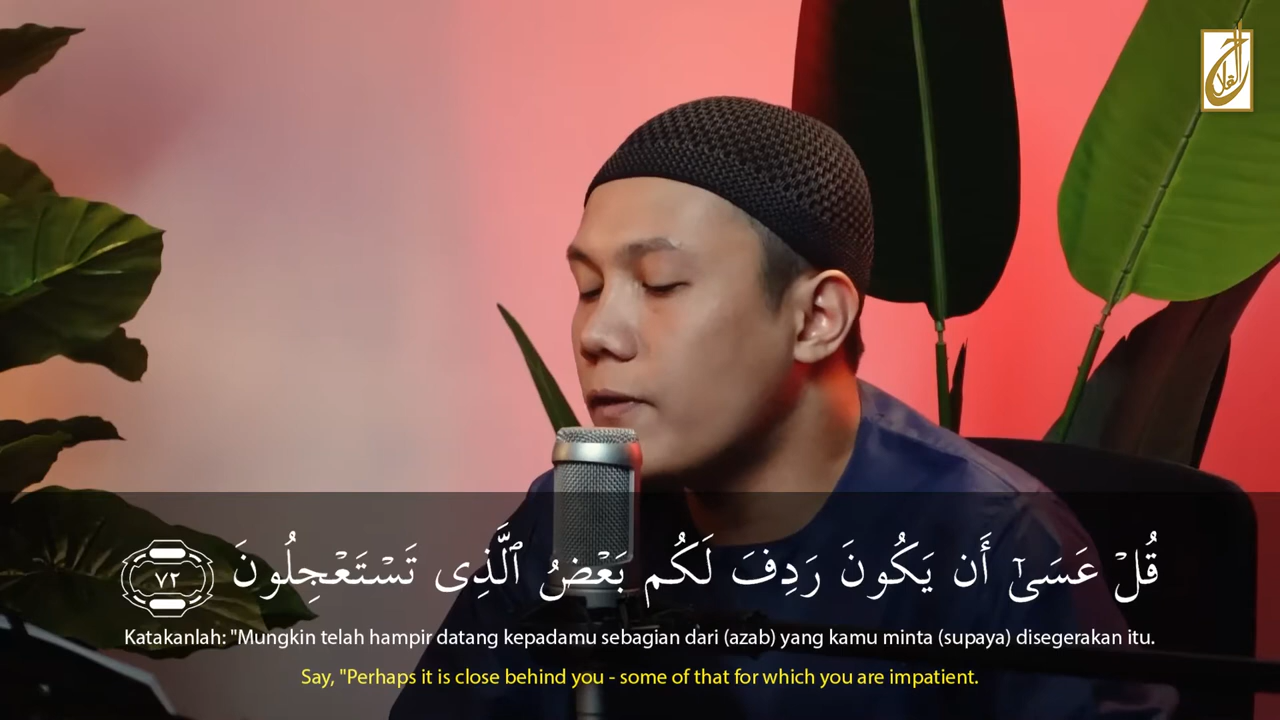 الفلاح
قُلْ عَسَىٰٓ أَن يَكُونَ رَدِفَ لَكُم بَعْضُ ٱلَّذِى تَسْتَعْجِلُونَ ٧٢
Katakanlah: "Mungkin telah hampir datang kepadamu sebagian dari (azab) yang kamu minta (supaya) disegerakan itu.
Say, "Perhaps it is close behind you - some of that for which you are impatient.